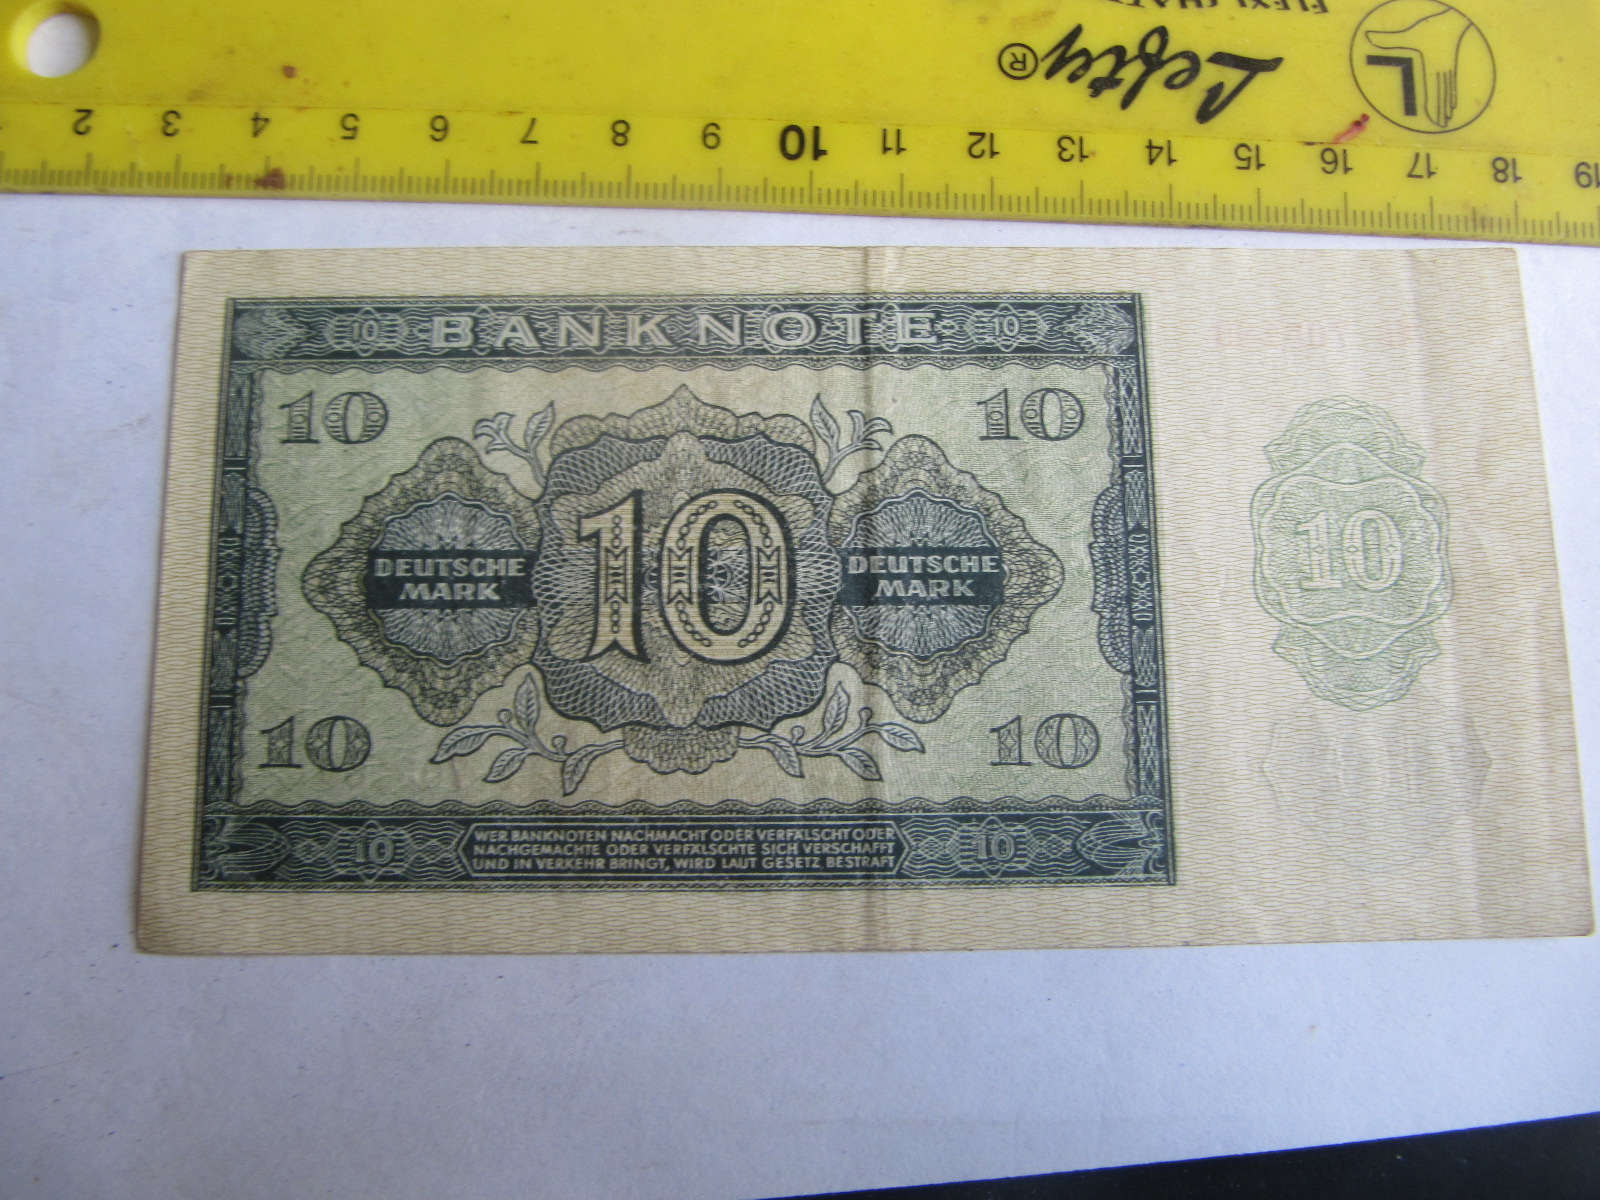 FLEXI
Lefty®
L
2 3 4 5 6 7 8 9 10 11 12 13 14 15 16 17 18 19
10 BANKNOTE 10
10 10
10
DEUTSCHE
MARK
10
DEUTSCHE
MARK
10 10
10
WER BANKNOTEN NACHMACHT ODER VERFÄLSCHT ODER
NACHGEMACHTE ODER VERFÄLSCHTE SICH VERSCHAFFT
UND IN VERKEHR BRINGT, WIRD LAUT GESETZ BESTRAFT
10